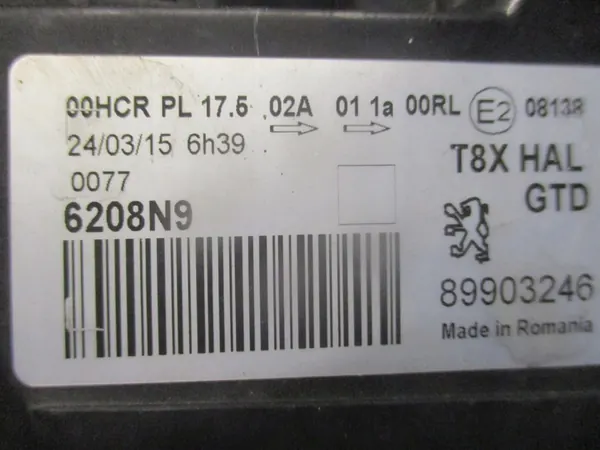 00HCR PL 17.5 02A 01 1a 00RL E2 08138
24/03/15 6h39
0077
6208N9
T8X HAL
GTD
89903246
Made in Romania